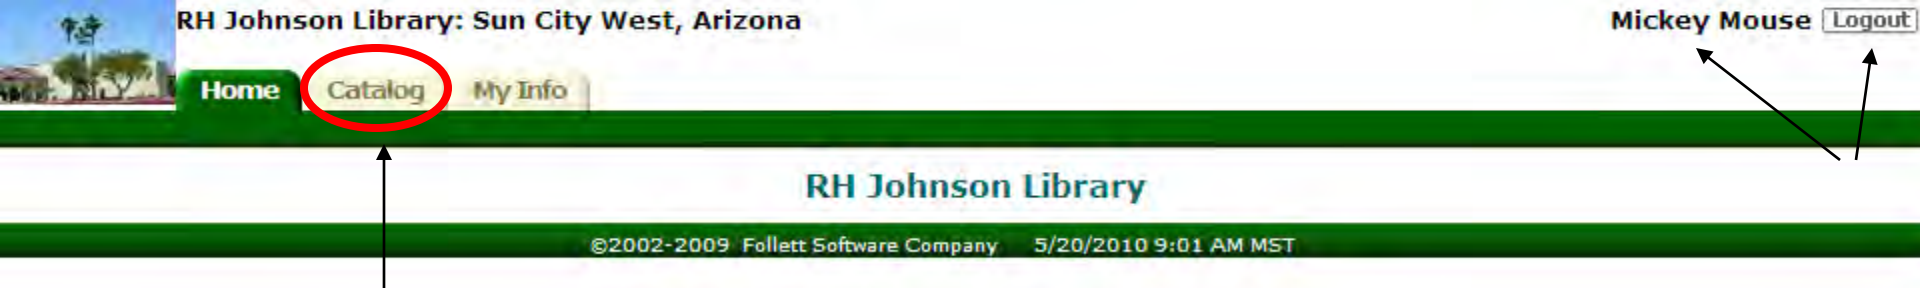 RH Johnson Library: Sun City West, Arizona
Mickey Mouse Logout
Home Catalog My Info
RH Johnson Library
©2002-2009 Follett Software Company 5/20/2010 9:01 AM MST